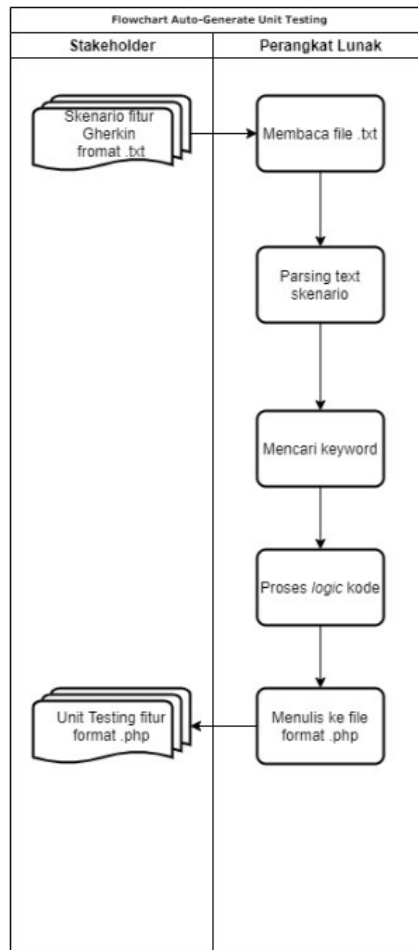 Flowchart Auto-Generate Unit Testing
Stakeholder
Perangkat Lunak
Skenario fitur
Gherkin
fromat .txt
Membaca file .txt
Parsing text
skenario
Mencari keyword
Proses logic kode
Menulis ke file
format .php
Unit Testing fitur
format .php